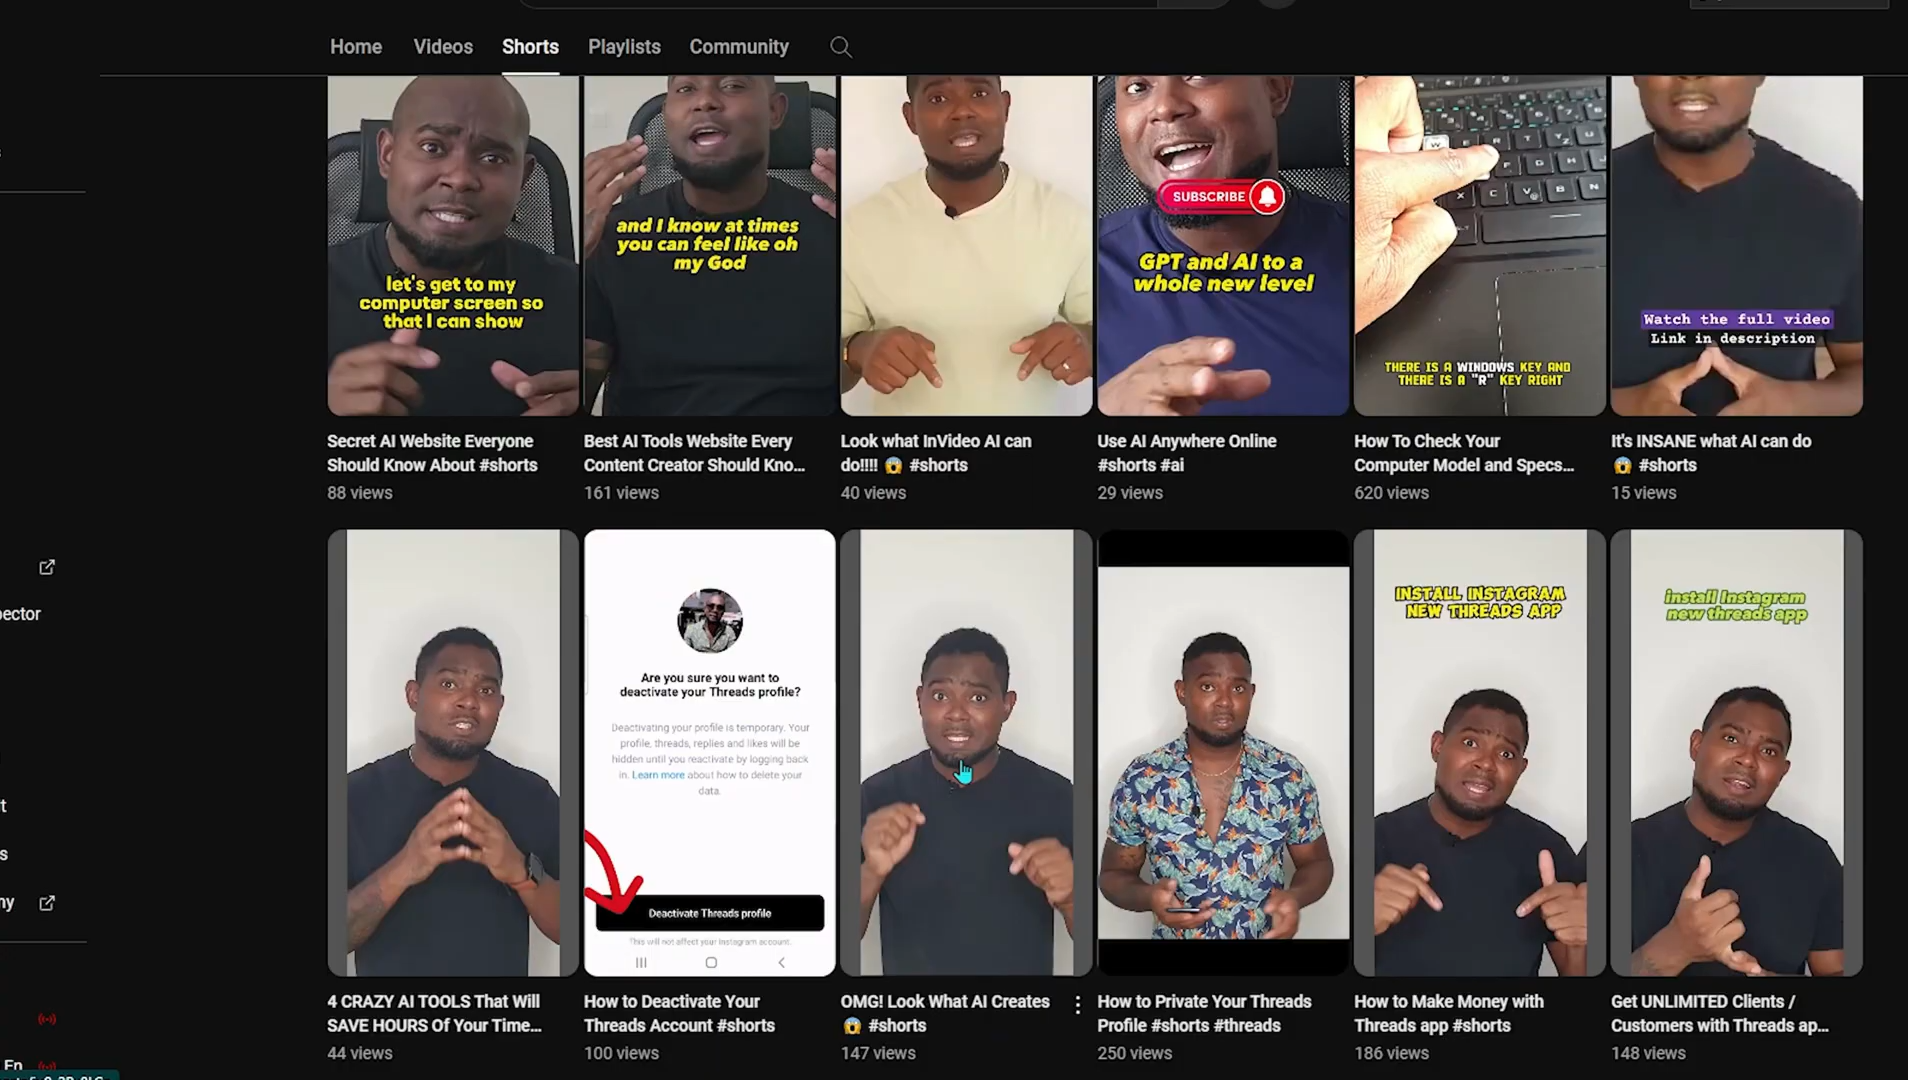 Home Videos Shorts Playlists Community
let's get to my
computer screen so
that I can show
and I know at times
you can feel like oh
my God
SUBSCRIBE
GPT and AI to a
whole new level
THERE IS A WINDOWS KEY AND
THERE IS A "R" KEY RIGHT
Watch the full video
Link in description
Secret AI Website Everyone
Should Know About #shorts
88 views
Best AI Tools Website Every
Content Creator Should Kno...
161 views
Look what InVideo AI can
do!!!! 😱 #shorts
40 views
Use AI Anywhere Online
#shorts #ai
29 views
How To Check Your
Computer Model and Specs...
620 views
It's INSANE what AI can do
😱 #shorts
15 views
Are you sure you want to
deactivate your Threads profile?
Deactivating your profile is temporary. Your
profile, threads, replies and likes will be
hidden until you reactivate by logging back
in. Learn more about how to delete your
data.
Deactivate Threads profile
This will not affect your Instagram account.
INSTALL INSTAGRAM
NEW THREADS APP
install Instagram
new threads app
4 CRAZY AI TOOLS That Will
SAVE HOURS Of Your Time...
44 views
How to Deactivate Your
Threads Account #shorts
100 views
OMG! Look What AI Creates
😱 #shorts
147 views
How to Private Your Threads
Profile #shorts #threads
250 views
How to Make Money with
Threads app #shorts
186 views
Get UNLIMITED Clients /
Customers with Threads ap...
148 views